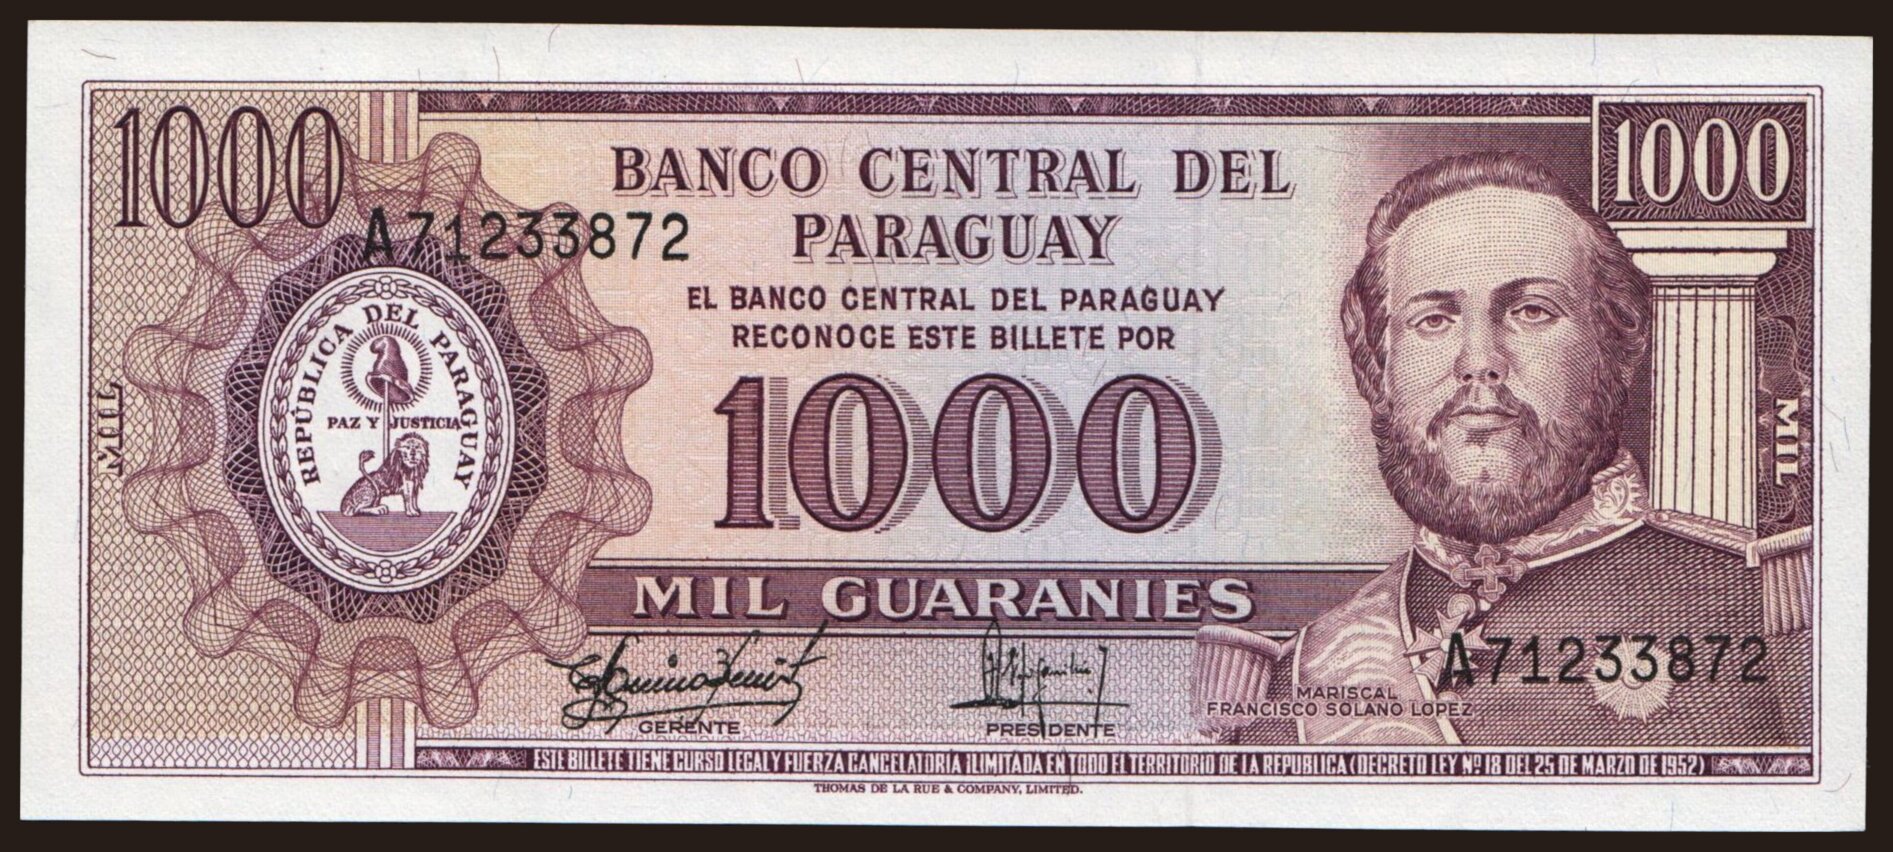 1000
1000
BANCO CENTRAL DEL
PARAGUAY
A71233872
EL BANCO CENTRAL DEL PARAGUAY
RECONOCE ESTE BILLETE POR
REPÚBLICA DEL PARAGUAY
PAZ Y JUSTICIA
MIL
MIL
1000
MIL GUARANIES
A71233872
GERENTE
PRESIDENTE
MARISCAL
FRANCISCO SOLANO LOPEZ
ESTE BILLETE TIENE CURSO LEGAL Y FUERZA CANCELATORIA ILIMITADA EN TODO EL TERRITORIO DE LA REPUBLICA (DECRETO LEY Nº 18 DEL 25 DE MARZO DE 1952)
THOMAS DE LA RUE & COMPANY, LIMITED.